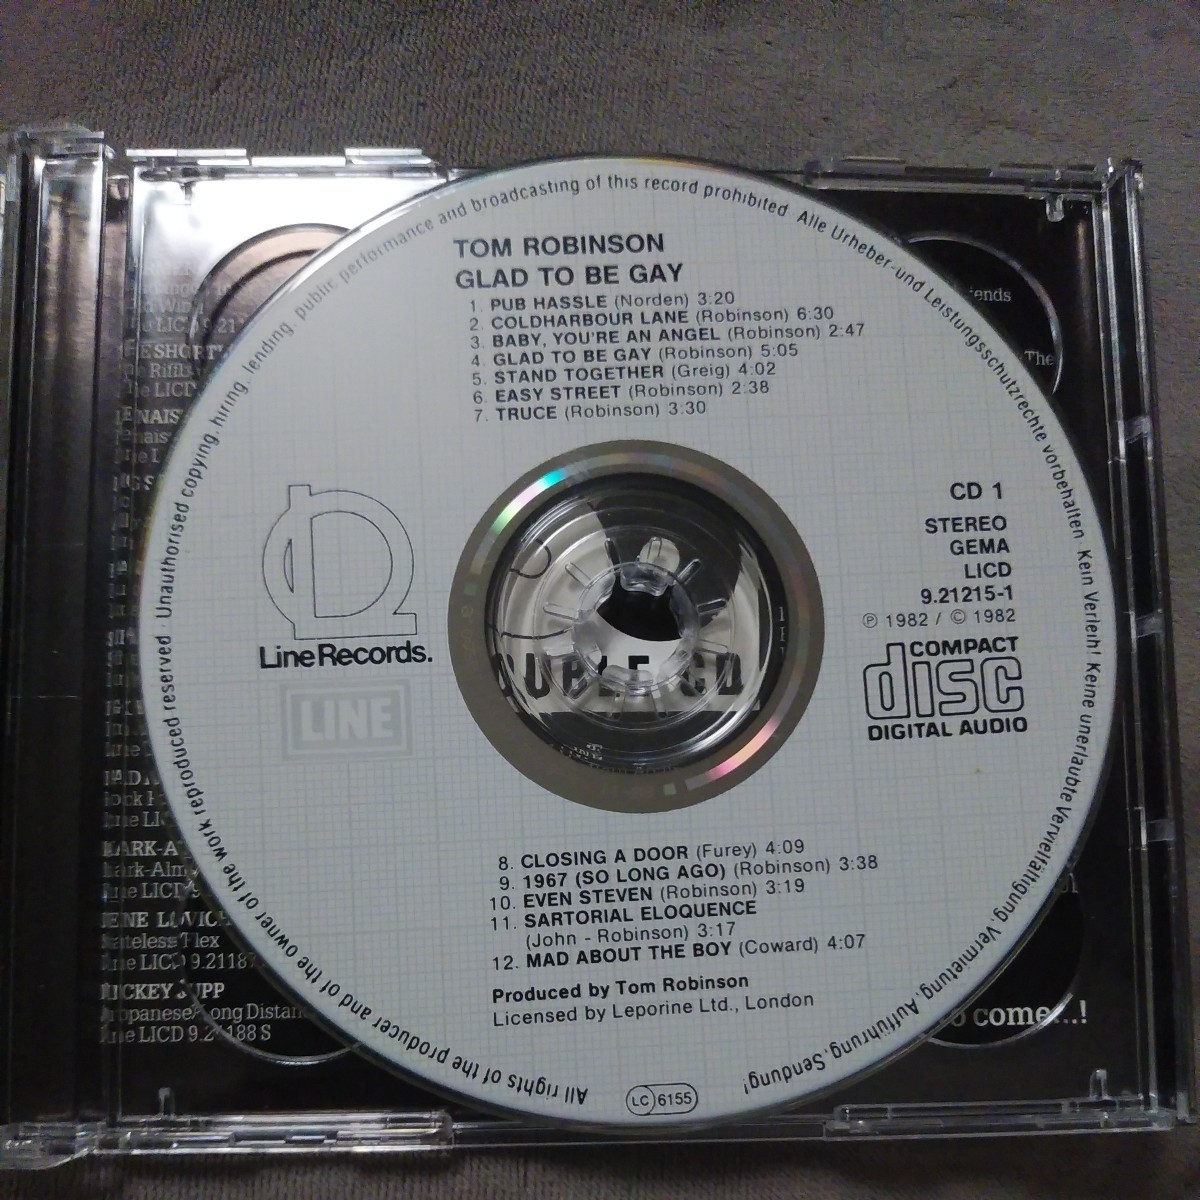 TOM ROBINSON
GLAD TO BE GAY
1. PUB HASSLE (Norden) 3:20
2. COLDHARBOUR LANE (Robinson) 6:30
3. BABY, YOU'RE AN ANGEL (Robinson) 2:47
4. GLAD TO BE GAY (Robinson) 5:05
5. STAND TOGETHER (Greig) 4:02
6. EASY STREET (Robinson) 2:38
7. TRUCE (Robinson) 3:30
Line Records.
LINE
CD 1
STEREO
GEMA
LICD
9.21215-1
Ⓟ 1982 / © 1982
COMPACT
disc
DIGITAL AUDIO
8. CLOSING A DOOR (Furey) 4:09
9. 1967 (SO LONG AGO) (Robinson) 3:38
10. EVEN STEVEN (Robinson) 3:19
11. SARTORIAL ELOQUENCE
(John - Robinson) 3:17
12. MAD ABOUT THE BOY (Coward) 4:07
Produced by Tom Robinson
Licensed by Leporine Ltd., London
LC 6155
All rights of the producer and of the owner of the work reproduced reserved · Unauthorised copying, hiring, lending, public performance and broadcasting of this record prohibited Alle Urheber-und Leistungsschutzrechte vorbehalten. Kein Verleih! Keine unerlaubte Vervielfältigung, Vermietung, Aufführung, Sendung!
CD
The
come...!
Flex
LICD 9.24188 S